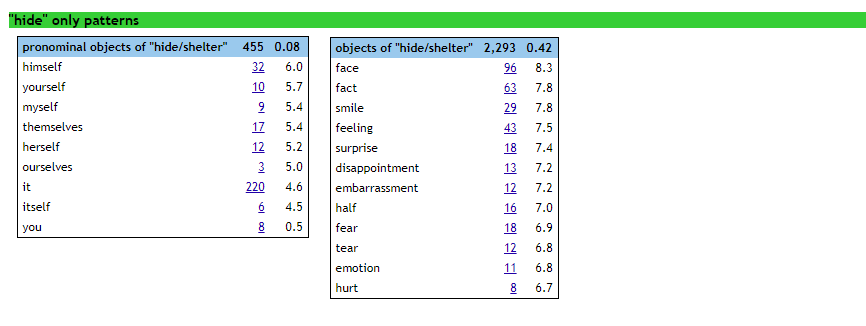 "hide" only patterns
pronominal objects of "hide/shelter" 455 0.08
himself 32 6.0
yourself 10 5.7
myself 9 5.4
themselves 17 5.4
herself 12 5.2
ourselves 3 5.0
it 220 4.6
itself 6 4.5
you 8 0.5
objects of "hide/shelter" 2,293 0.42
face 96 8.3
fact 63 7.8
smile 29 7.8
feeling 43 7.5
surprise 18 7.4
disappointment 13 7.2
embarrassment 12 7.2
half 16 7.0
fear 18 6.9
tear 12 6.8
emotion 11 6.8
hurt 8 6.7